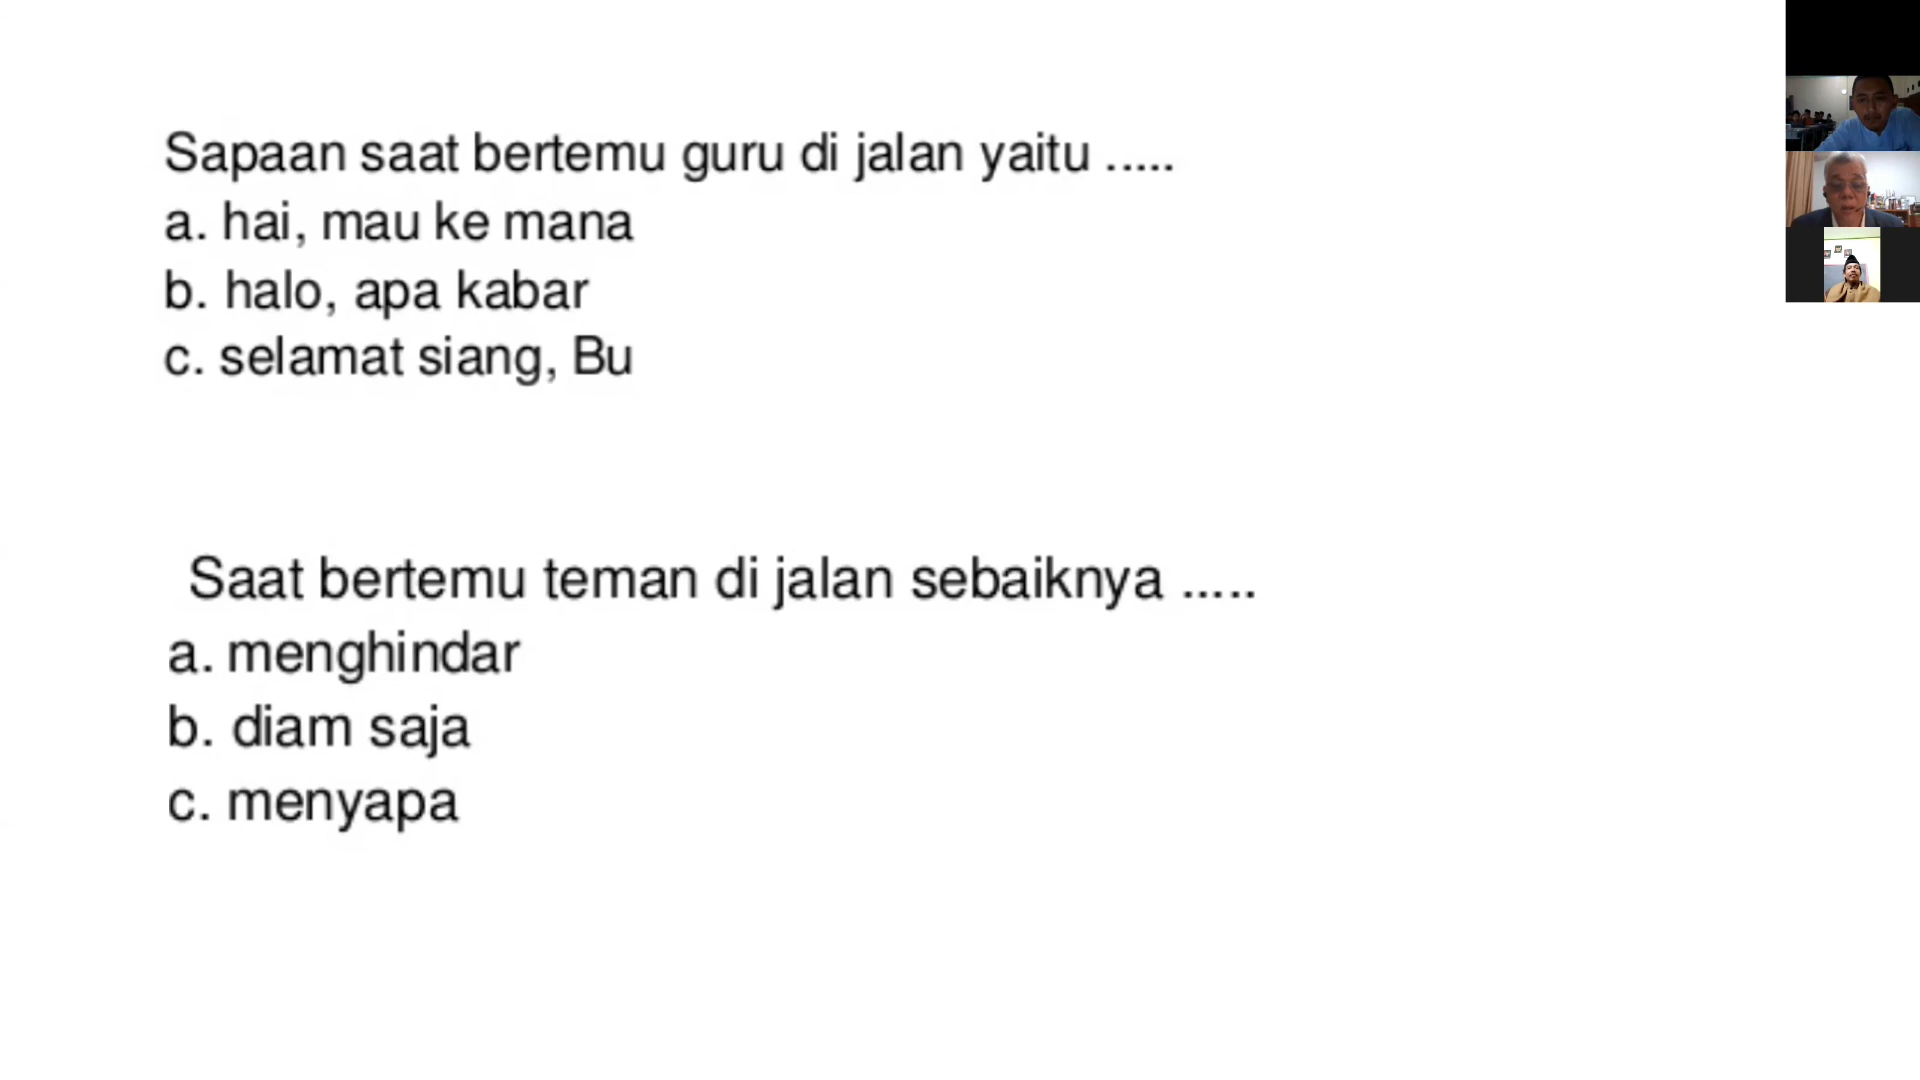 Sapaan saat bertemu guru di jalan yaitu .....
a. hai, mau ke mana
b. halo, apa kabar
c. selamat siang, Bu
Saat bertemu teman di jalan sebaiknya .....
a. menghindar
b. diam saja
c. menyapa